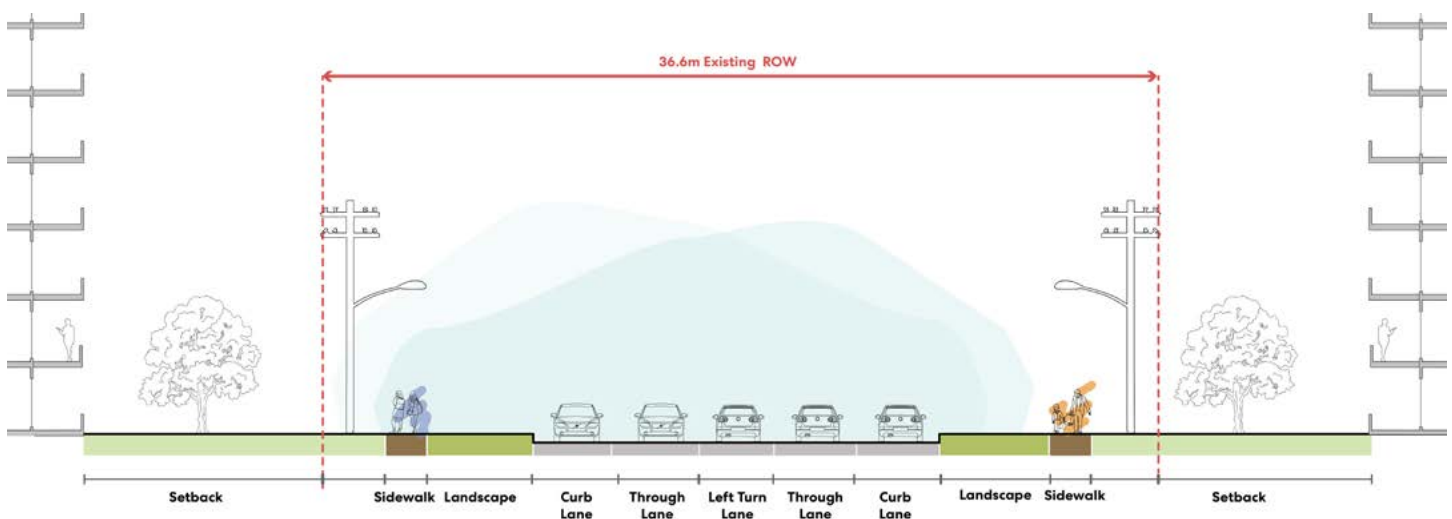 36.6m Existing ROW
Setback
Sidewalk
Landscape
Curb
Lane
Through
Lane
Left Turn
Lane
Through
Lane
Curb
Lane
Landscape
Sidewalk
Setback